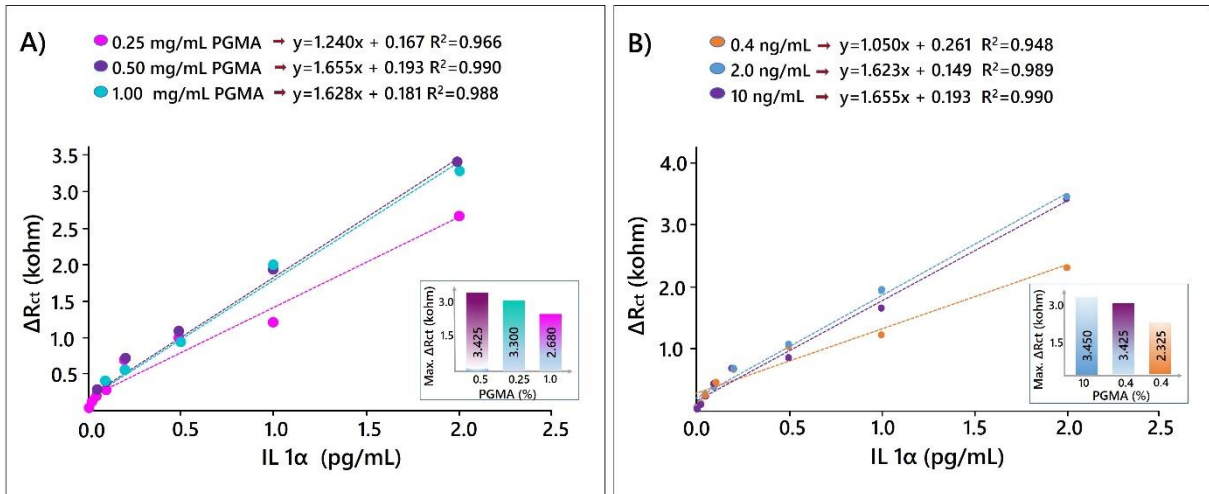 A)
0.25 mg/mL PGMA → y=1.240x + 0.167 R²=0.966
0.50 mg/mL PGMA → y=1.655x + 0.193 R²=0.990
1.00 mg/mL PGMA → y=1.628x + 0.181 R²=0.988
3.5
3.0
2.5
2.0
1.5
1.0
0.5
ΔRct (kohm)
0.0 0.5 1.0 1.5 2.0 2.5
IL 1α (pg/mL)
Max. ΔRct (kohm)
3.0
1.5
3.425 3.300 2.680
0.5 0.25 1.0
PGMA (%)
B)
0.4 ng/mL → y=1.050x + 0.261 R²=0.948
2.0 ng/mL → y=1.623x + 0.149 R²=0.989
10 ng/mL → y=1.655x + 0.193 R²=0.990
4.0
3.0
2.0
1.0
ΔRct (kohm)
0.0 0.5 1.0 1.5 2.0 2.5
IL 1α (pg/mL)
Max. ΔRct (kohm)
3.0
1.5
3.450 3.425 2.325
10 0.4 0.4
PGMA (%)